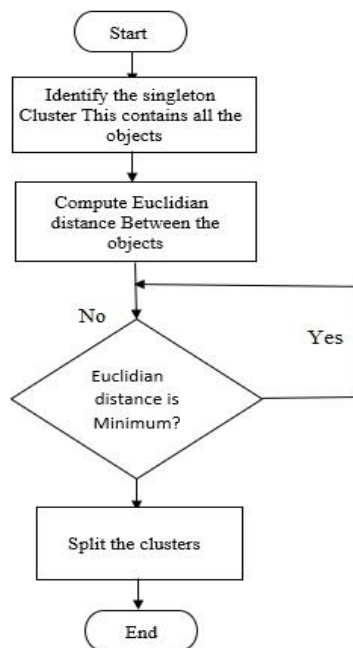 Start
Identify the singleton
Cluster This contains all the
objects
Compute Euclidian
distance Between the
objects
No
Yes
Euclidian
distance is
Minimum?
Split the clusters
End